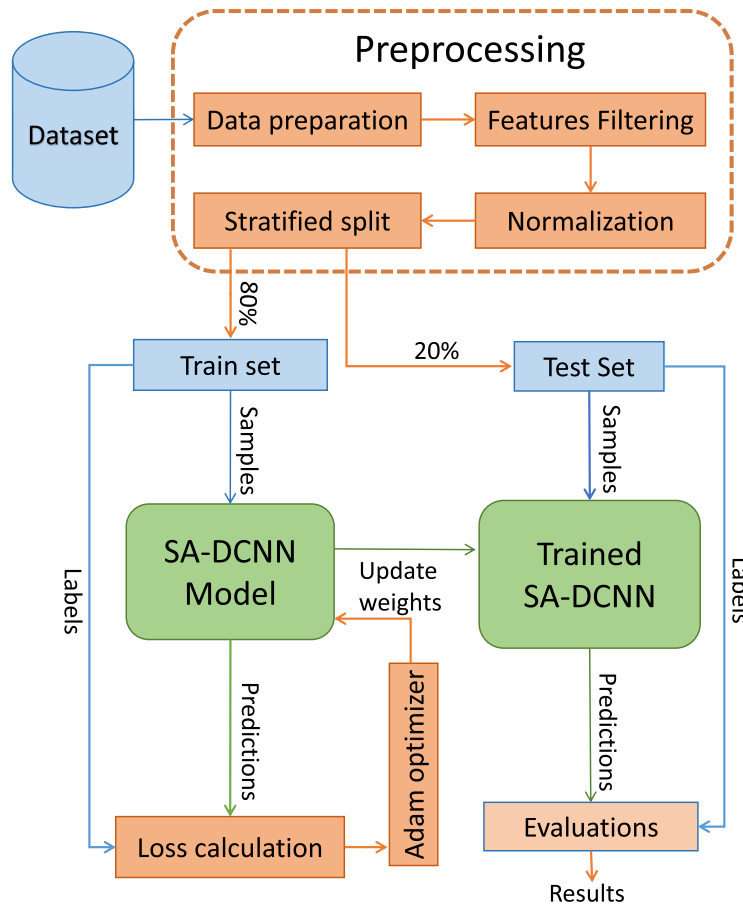 Preprocessing
Dataset
Data preparation
Features Filtering
Stratified split
Normalization
80%
20%
Train set
Test Set
Samples
Samples
SA-DCNN
Model
Trained
SA-DCNN
Update
weights
Labels
Labels
Predictions
Predictions
Adam optimizer
Loss calculation
Evaluations
Results